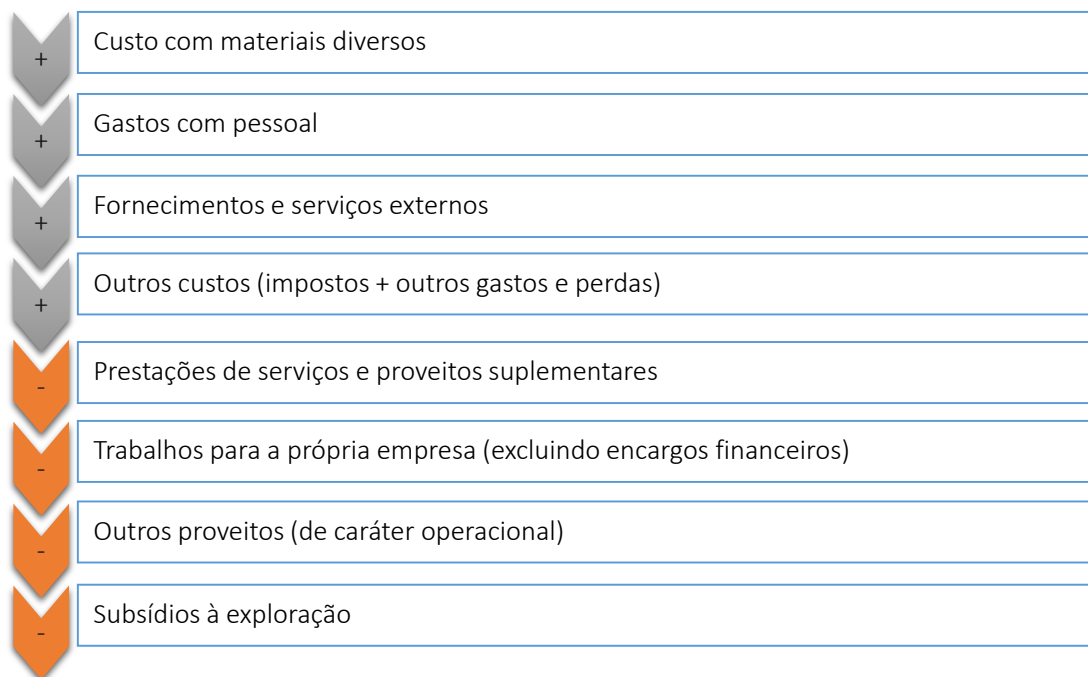 + Custo com materiais diversos
+ Gastos com pessoal
+ Fornecimentos e serviços externos
+ Outros custos (impostos + outros gastos e perdas)
- Prestações de serviços e proveitos suplementares
- Trabalhos para a própria empresa (excluindo encargos financeiros)
- Outros proveitos (de caráter operacional)
- Subsídios à exploração